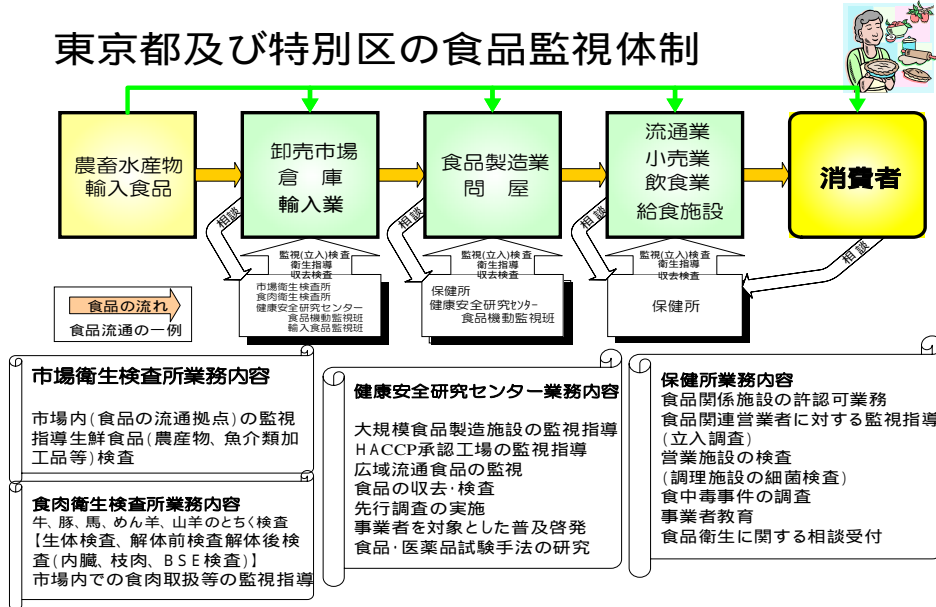 東京都及び特別区の食品監視体制
農畜水産物
輸入食品
卸売市場
倉　庫
輸入業
食品製造業
問　屋
流通業
小売業
飲食業
給食施設
消費者
相談
相談
相談
相談
監視(立入)検査
衛生指導
収去検査
市場衛生検査所
食肉衛生検査所
健康安全研究センター
食品機動監視班
輸入食品監視班
監視(立入)検査
衛生指導
収去検査
保健所
健康安全研究ｾﾝﾀｰ
食品機動監視班
監視(立入)検査
衛生指導
収去検査
保健所
食品の流れ
食品流通の一例
市場衛生検査所業務内容
市場内(食品の流通拠点)の監視
指導生鮮食品(農産物、魚介類加
工品等)検査
食肉衛生検査所業務内容
牛、豚、馬、めん羊、山羊のとちく検査
【生体検査、解体前検査解体後検
査(内臓、枝肉、BSE検査)】
市場内での食肉取扱等の監視指導
健康安全研究センター業務内容
大規模食品製造施設の監視指導
HACCP承認工場の監視指導
広域流通食品の監視
食品の収去･検査
先行調査の実施
事業者を対象とした普及啓発
食品･医薬品試験手法の研究
保健所業務内容
食品関係施設の許認可業務
食品関連営業者に対する監視指導
(立入調査)
営業施設の検査
(調理施設の細菌検査)
食中毒事件の調査
事業者教育
食品衛生に関する相談受付